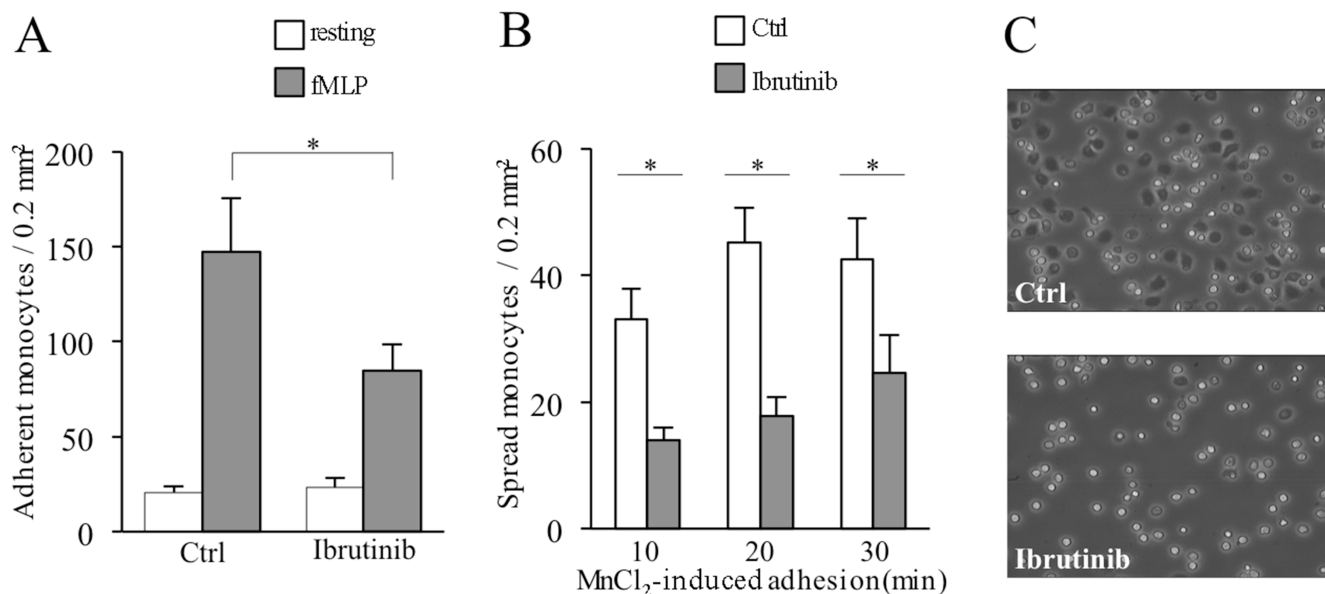 A
resting
fMLP
Adherent monocytes / 0.2 mm²
200
150
100
50
0
*
Ctrl
Ibrutinib
B
Ctrl
Ibrutinib
Spread monocytes / 0.2 mm²
60
40
20
0
*
*
*
10
20
30
MnCl₂-induced adhesion(min)
C
Ctrl
Ibrutinib